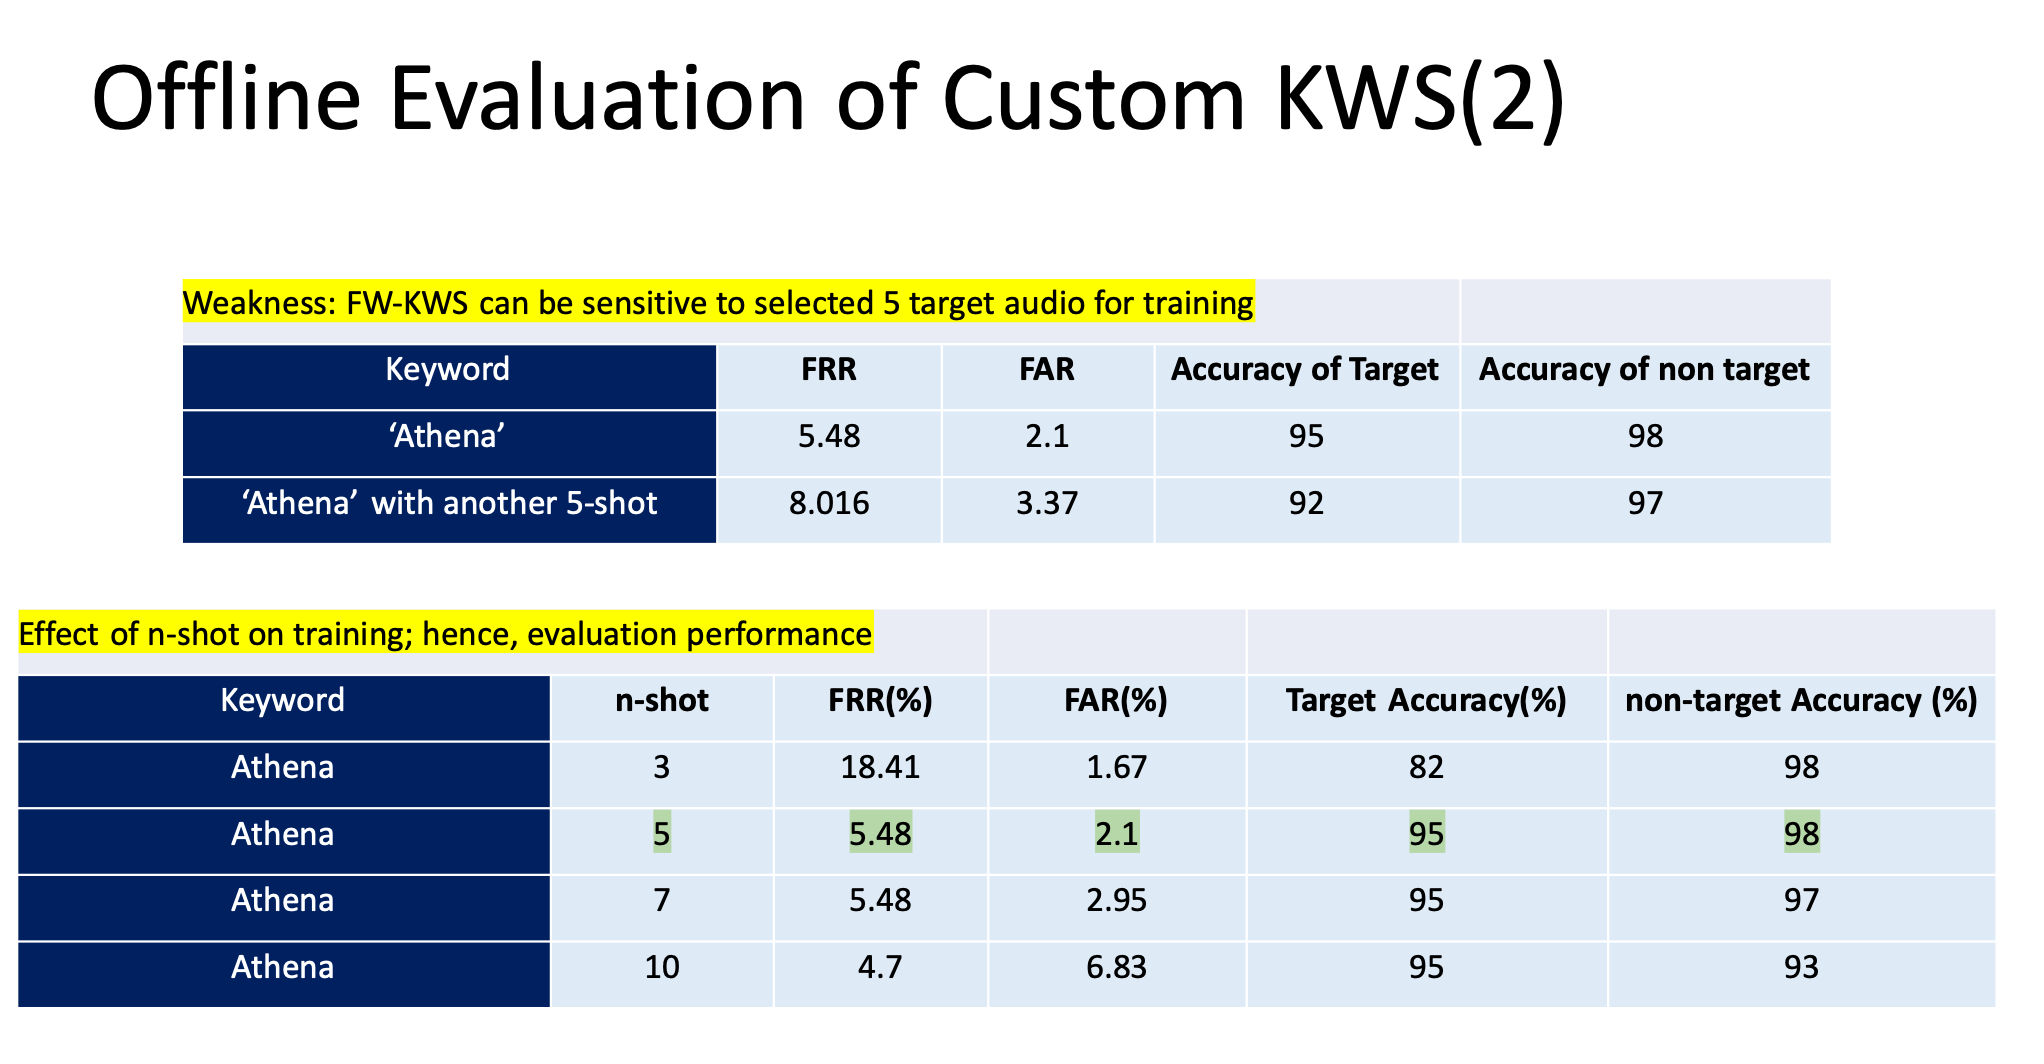 Offline Evaluation of Custom KWS(2)
Weakness: FW-KWS can be sensitive to selected 5 target audio for training
Keyword FRR FAR Accuracy of Target Accuracy of non target
‘Athena’ 5.48 2.1 95 98
‘Athena’ with another 5-shot 8.016 3.37 92 97
Effect of n-shot on training; hence, evaluation performance
Keyword n-shot FRR(%) FAR(%) Target Accuracy(%) non-target Accuracy (%)
Athena 3 18.41 1.67 82 98
Athena 5 5.48 2.1 95 98
Athena 7 5.48 2.95 95 97
Athena 10 4.7 6.83 95 93